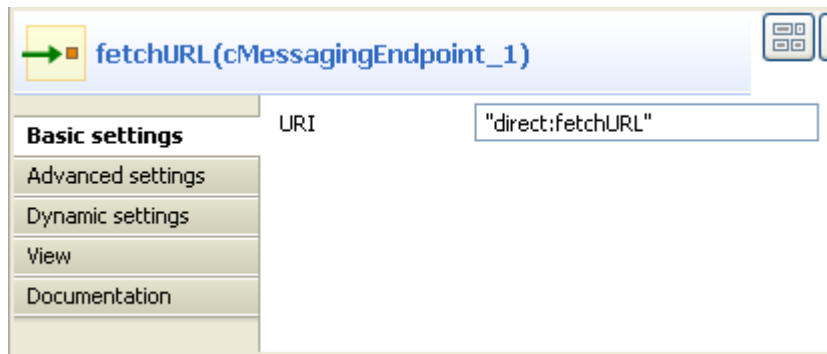 fetchURL(cMessagingEndpoint_1)
Basic settings
URI
"direct:fetchURL"
Advanced settings
Dynamic settings
View
Documentation